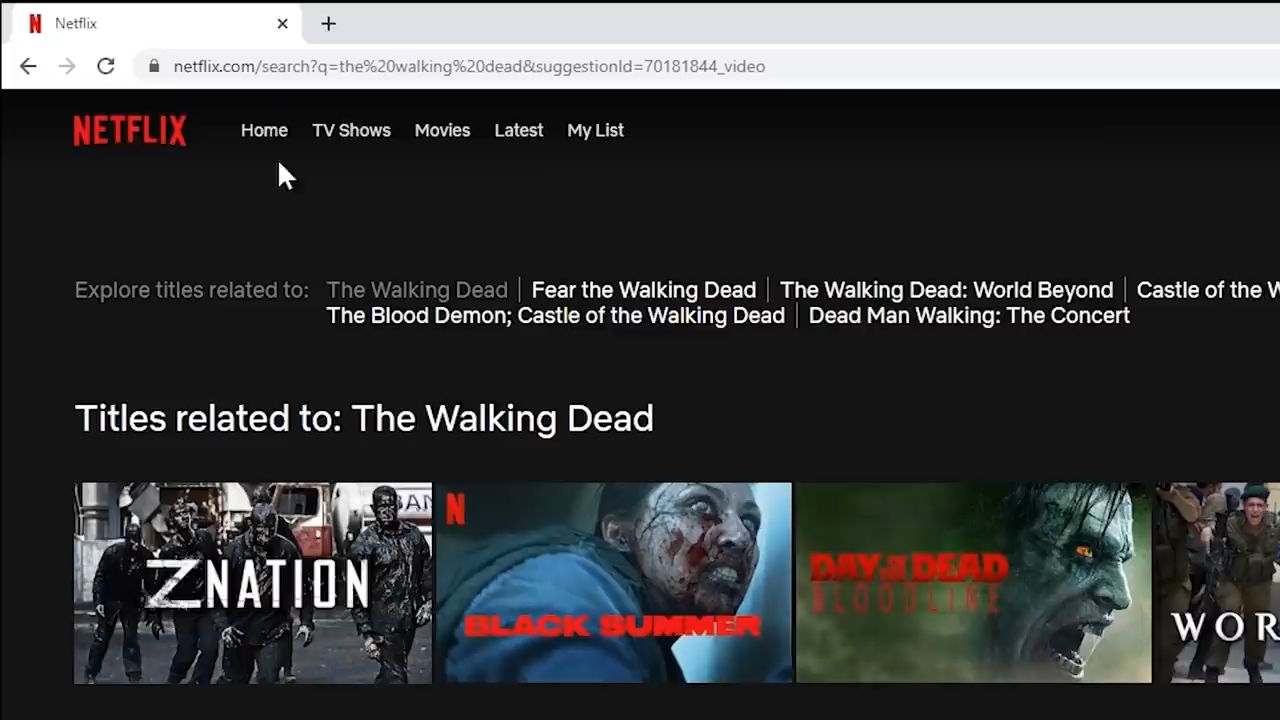 Netflix
netflix.com/search?q=the%20walking%20dead&suggestionId=70181844_video
NETFLIX Home TV Shows Movies Latest My List
Explore titles related to: The Walking Dead | Fear the Walking Dead | The Walking Dead: World Beyond | Castle of the W
The Blood Demon; Castle of the Walking Dead | Dead Man Walking: The Concert
Titles related to: The Walking Dead
BAN
Z NATION
N
BLACK SUMMER
DAY of the DEAD
BLOODLINE
WOR